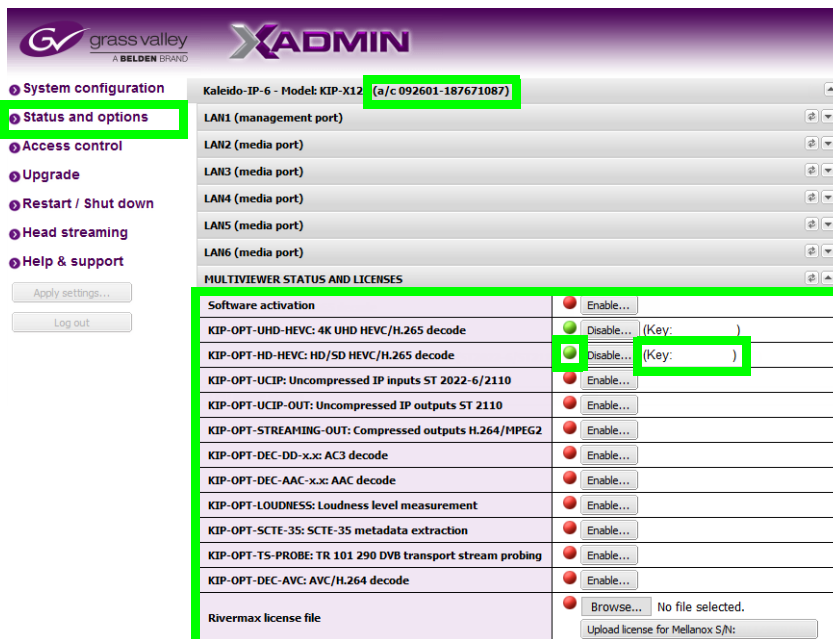 GV grass valley
A BELDEN BRAND
XADMIN
System configuration
Status and options
Access control
Upgrade
Restart / Shut down
Head streaming
Help & support
Apply settings...
Log out
Kaleido-IP-6 - Model: KIP-X12 (a/c 092601-187671087)
LAN1 (management port)
LAN2 (media port)
LAN3 (media port)
LAN4 (media port)
LAN5 (media port)
LAN6 (media port)
MULTIVIEWER STATUS AND LICENSES
Software activation Enable...
KIP-OPT-UHD-HEVC: 4K UHD HEVC/H.265 decode Disable... (Key: )
KIP-OPT-HD-HEVC: HD/SD HEVC/H.265 decode Disable... (Key: )
KIP-OPT-UCIP: Uncompressed IP inputs ST 2022-6/2110 Enable...
KIP-OPT-UCIP-OUT: Uncompressed IP outputs ST 2110 Enable...
KIP-OPT-STREAMING-OUT: Compressed outputs H.264/MPEG2 Enable...
KIP-OPT-DEC-DD-x.x: AC3 decode Enable...
KIP-OPT-DEC-AAC-x.x: AAC decode Enable...
KIP-OPT-LOUDNESS: Loudness level measurement Enable...
KIP-OPT-SCTE-35: SCTE-35 metadata extraction Enable...
KIP-OPT-TS-PROBE: TR 101 290 DVB transport stream probing Enable...
KIP-OPT-DEC-AVC: AVC/H.264 decode Enable...
Rivermax license file Browse... No file selected.
Upload license for Mellanox S/N: